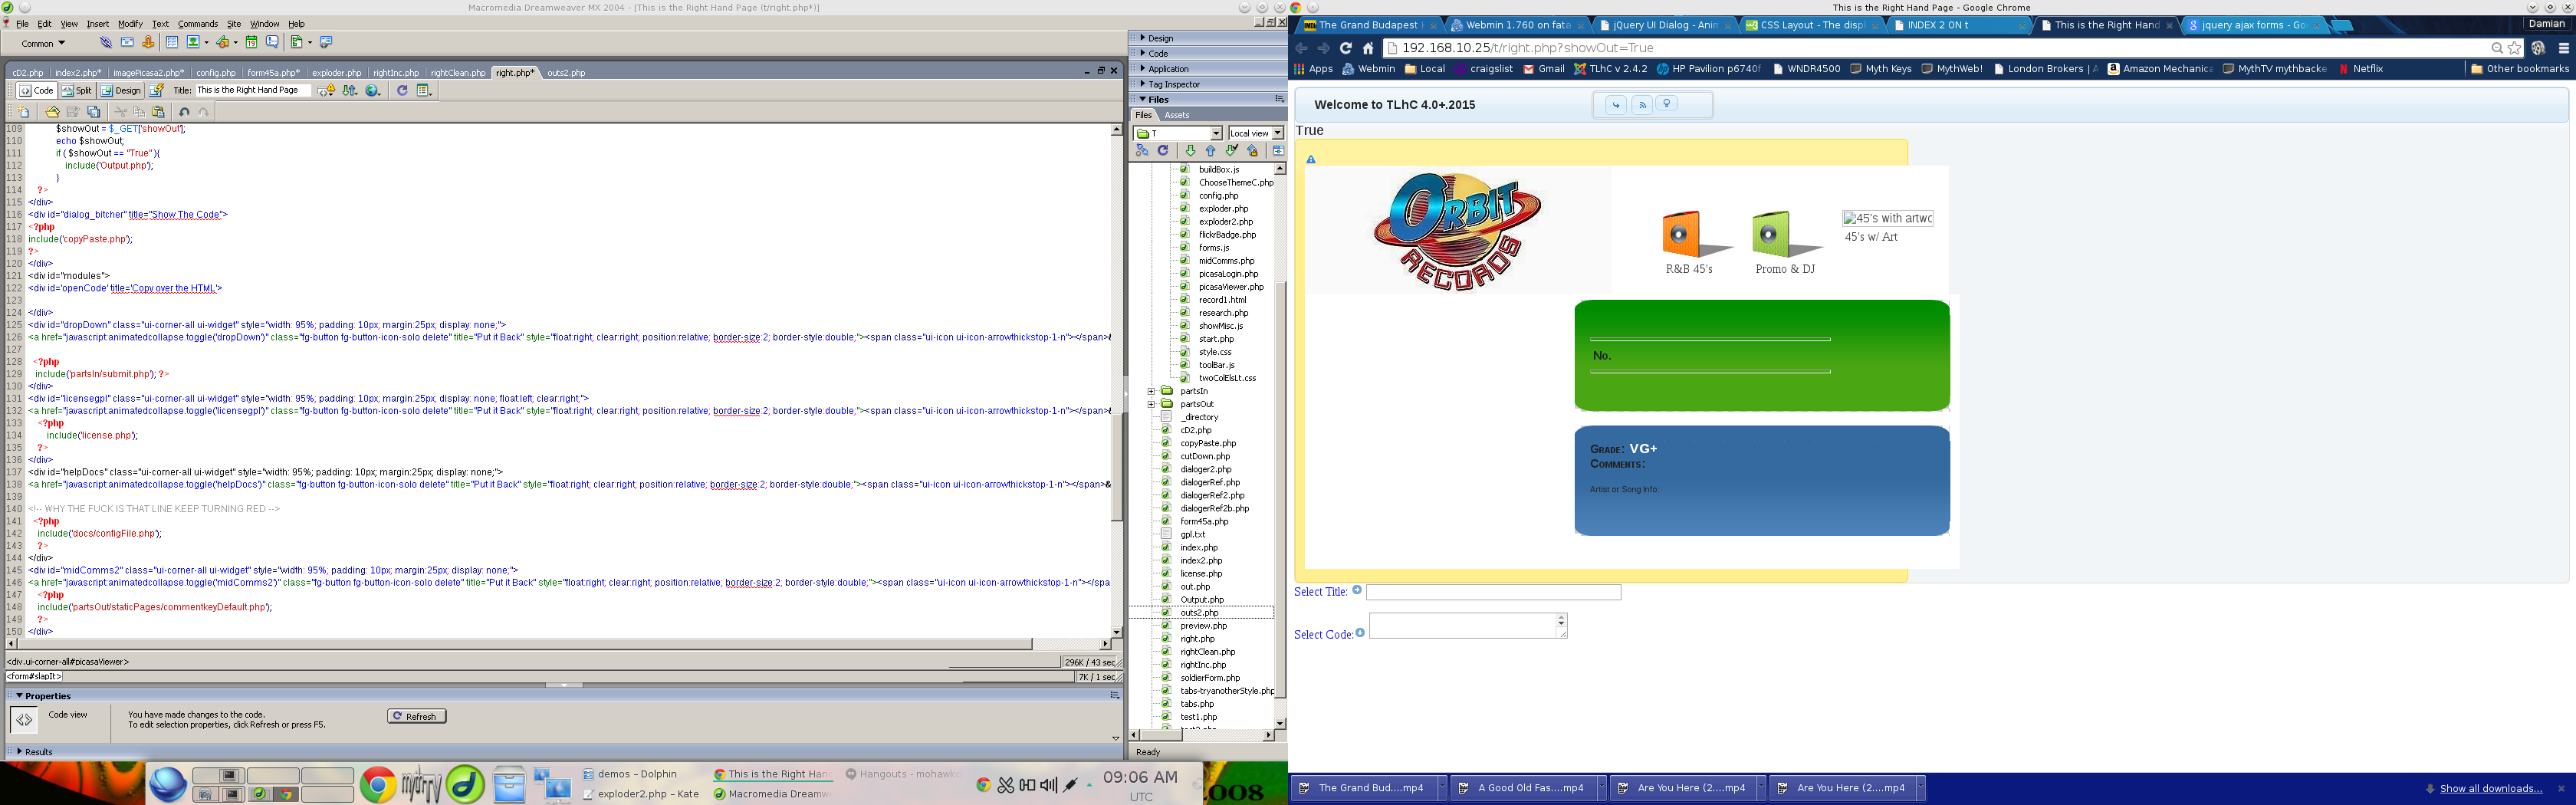 Macromedia Dreamweaver MX 2004 - [This is the Right Hand Page (t/right.php*)]
File Edit View Insert Modify Text Commands Site Window Help
Common
cD2.php index2.php* imagePicasa2.php* config.php form45a.php* exploder.php rightInc.php rightClean.php right.php* outs2.php
Code Split Design Title: This is the Right Hand Page
109 $showOut = $_GET['showOut'];
110 echo $showOut;
111 if ( $showOut == "True" ){
112 include('Output.php');
113 }
114 ?>
115 </div>
116 <div id="dialog_bitcher" title="Show The Code">
117 <?php
118 include('copyPaste.php');
119 ?>
120 </div>
121 <div id="modules">
122 <div id='openCode' title='Copy over the HTML'>
123
124 </div>
125 <div id="dropDown" class="ui-corner-all ui-widget" style="width: 95%; padding: 10px; margin:25px; display: none;">
126 <a href="javascript:animatedcollapse.toggle('dropDown')" class="fg-button fg-button-icon-solo delete" title="Put it Back" style="float:right; clear:right; position:relative; border-size:2; border-style:double;"><span class="ui-icon ui-icon-arrowthickstop-1-n"></span>&
127
128 <?php
129 include('partsIn/submit.php'); ?>
130 </div>
131 <div id="licensegpl" class="ui-corner-all ui-widget" style="width: 95%; padding: 10px; margin:25px; display: none; float:left; clear:right;">
132 <a href="javascript:animatedcollapse.toggle('licensegpl')" class="fg-button fg-button-icon-solo delete" title="Put it Back" style="float:right; clear:right; position:relative; border-size:2; border-style:double;"><span class="ui-icon ui-icon-arrowthickstop-1-n"></span>&
133 <?php
134 include('license.php');
135 ?>
136 </div>
137 <div id="helpDocs" class="ui-corner-all ui-widget" style="width: 95%; padding: 10px; margin:25px; display: none;">
138 <a href="javascript:animatedcollapse.toggle('helpDocs')" class="fg-button fg-button-icon-solo delete" title="Put it Back" style="float:right; clear:right; position:relative; border-size:2; border-style:double;"><span class="ui-icon ui-icon-arrowthickstop-1-n"></span>&
139
140 <!-- WHY THE FUCK IS THAT LINE KEEP TURNING RED -->
141 <?php
142 include('docs/configFile.php');
143 ?>
144 </div>
145 <div id="midComms2" class="ui-corner-all ui-widget" style="width: 95%; padding: 10px; margin:25px; display: none;">
146 <a href="javascript:animatedcollapse.toggle('midComms2')" class="fg-button fg-button-icon-solo delete" title="Put it Back" style="float:right; clear:right; position:relative; border-size:2; border-style:double;"><span class="ui-icon ui-icon-arrowthickstop-1-n"></spa
147 <?php
148 include('partsOut/staticPages/commentkeyDefault.php');
149 ?>
150 </div>
<div.ui-corner-all#picasaViewer>
296K / 43 sec
<form#slapIt>
7K / 1 sec
Properties
Code view
You have made changes to the code.
To edit selection properties, click Refresh or press F5.
Refresh
Results
Design
Code
Application
Tag Inspector
Files
Files Assets
T Local view
buildBox.js
ChooseThemeC.php
config.php
exploder.php
exploder2.php
flickrBadge.php
forms.js
midComms.php
picasaLogin.php
picasaViewer.php
record1.html
research.php
showMisc.js
start.php
style.css
toolBar.js
twoColElsLt.css
partsIn
partsOut
_directory
cD2.php
copyPaste.php
cutDown.php
dialoger2.php
dialogerRef.php
dialogerRef2.php
dialogerRef2b.php
form45a.php
gpl.txt
index.php
index2.php
license.php
out.php
Output.php
outs2.php
preview.php
right.php
rightClean.php
rightInc.php
soldierForm.php
tabs-tryanotherStyle.php
tabs.php
test1.php
Ready
demos – Dolphin
exploder2.php – Kate
This is the Right Hand
Macromedia Dreamw
Hangouts - mohawk
09:06 AM
UTC
2008
This is the Right Hand Page - Google Chrome
The Grand Budapest Webmin 1.760 on fata jQuery UI Dialog - Anim CSS Layout - The displ INDEX 2 ON t This is the Right Hand jquery ajax forms - Go Damian
192.168.10.25/t/right.php?showOut=True
Apps Webmin Local craigslist Gmail TLhC v 2.4.2 HP Pavilion p6740f WNDR4500 Myth Keys MythWeb! London Brokers | A Amazon Mechanica MythTV mythbacke Netflix Other bookmarks
Welcome to TLhC 4.0+.2015
True
ORBIT
RECORDS
R&B 45's
Promo & DJ
45's with artwo
45's w/ Art
No.
Grade: VG+
Comments:
Artist or Song Info:
Select Title:
Select Code:
The Grand Bud....mp4
A Good Old Fas....mp4
Are You Here (2....mp4
Are You Here (2....mp4
Show all downloads...